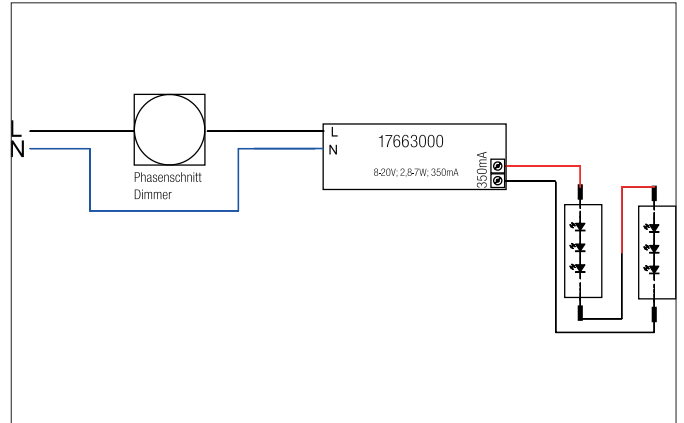 L
N
Phasenschnitt
Dimmer
L
N
17663000
8-20V; 2,8-7W; 350mA
350mA